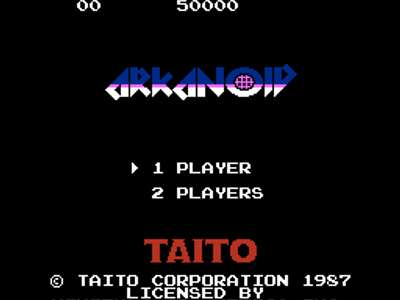 00 50000
ARKANOID
1 PLAYER
2 PLAYERS
TAITO
© TAITO CORPORATION 1987
LICENSED BY